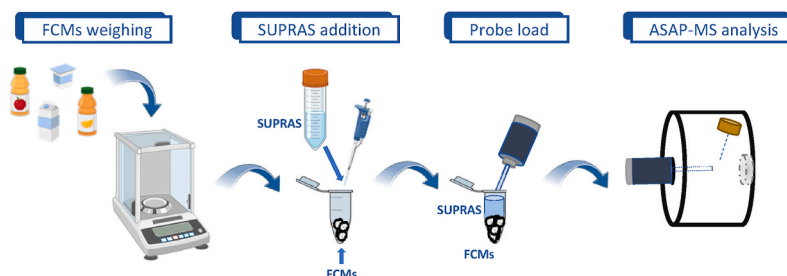 FCMs weighing
SUPRAS addition
Probe load
ASAP-MS analysis
SUPRAS
FCMs
SUPRAS
FCMs